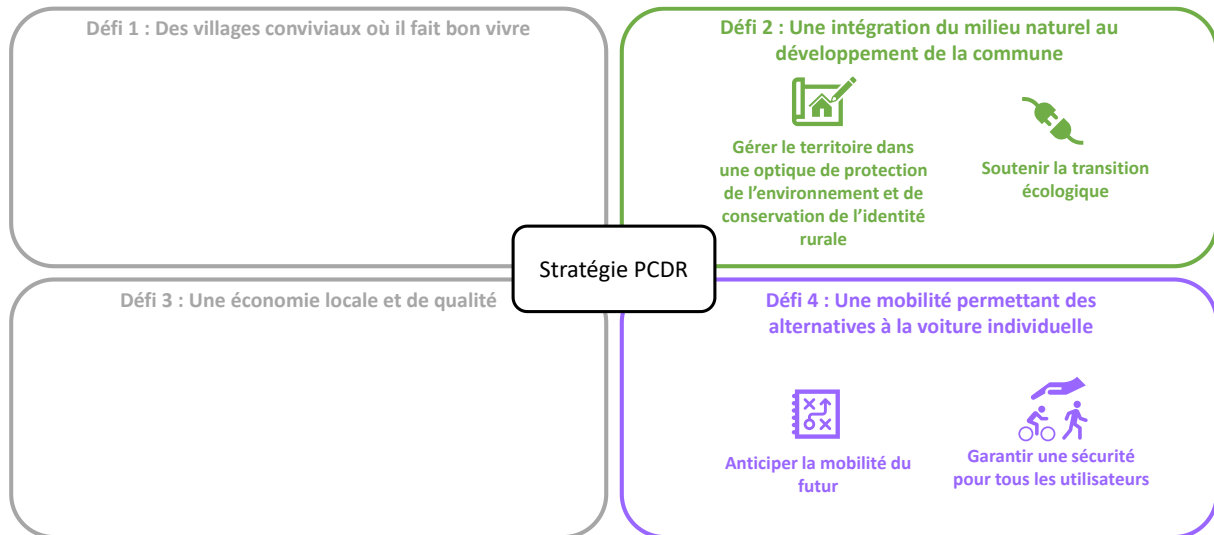 Défi 1 : Des villages conviviaux où il fait bon vivre
Défi 2 : Une intégration du milieu naturel au
développement de la commune
Gérer le territoire dans
une optique de protection
de l’environnement et de
conservation de l’identité
rurale
Soutenir la transition
écologique
Stratégie PCDR
Défi 3 : Une économie locale et de qualité
Défi 4 : Une mobilité permettant des
alternatives à la voiture individuelle
Anticiper la mobilité du
futur
Garantir une sécurité
pour tous les utilisateurs